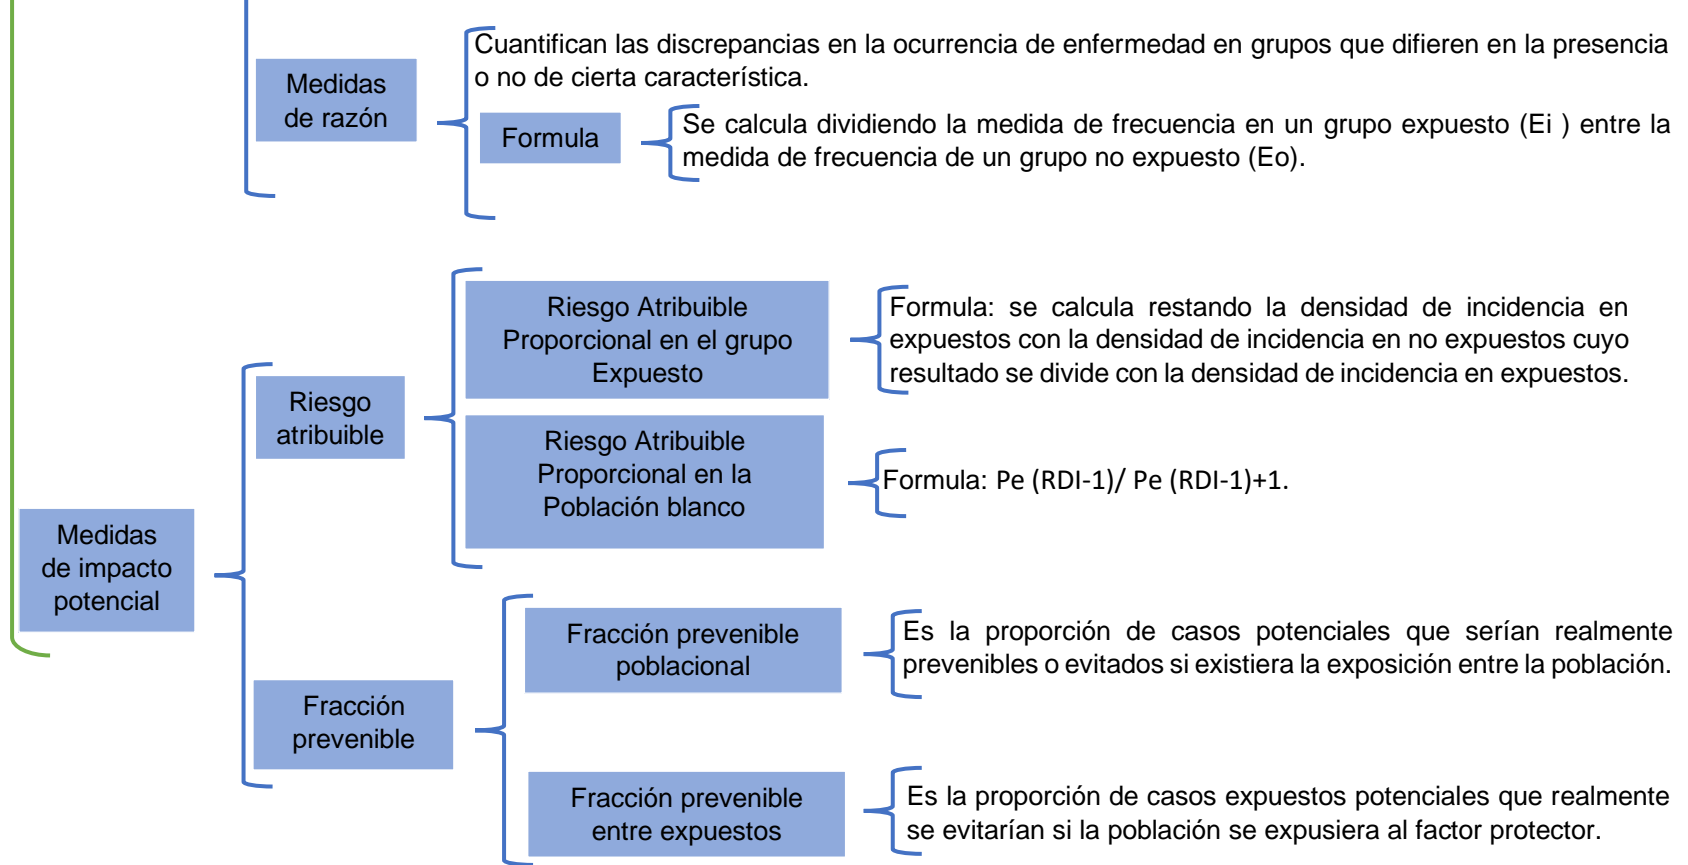 Medidas
de razón
Cuantifican las discrepancias en la ocurrencia de enfermedad en grupos que difieren en la presencia
o no de cierta característica.
Formula
Se calcula dividiendo la medida de frecuencia en un grupo expuesto (Ei ) entre la
medida de frecuencia de un grupo no expuesto (Eo).
Medidas
de impacto
potencial
Riesgo
atribuible
Riesgo Atribuible
Proporcional en el grupo
Expuesto
Formula: se calcula restando la densidad de incidencia en
expuestos con la densidad de incidencia en no expuestos cuyo
resultado se divide con la densidad de incidencia en expuestos.
Riesgo Atribuible
Proporcional en la
Población blanco
Formula: Pe (RDI-1)/ Pe (RDI-1)+1.
Fracción
prevenible
Fracción prevenible
poblacional
Es la proporción de casos potenciales que serían realmente
prevenibles o evitados si existiera la exposición entre la población.
Fracción prevenible
entre expuestos
Es la proporción de casos expuestos potenciales que realmente
se evitarían si la población se expusiera al factor protector.